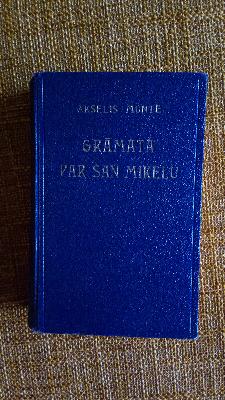 AKSELIS MUNTE
GRĀMATA
PAR SAN MIKELU